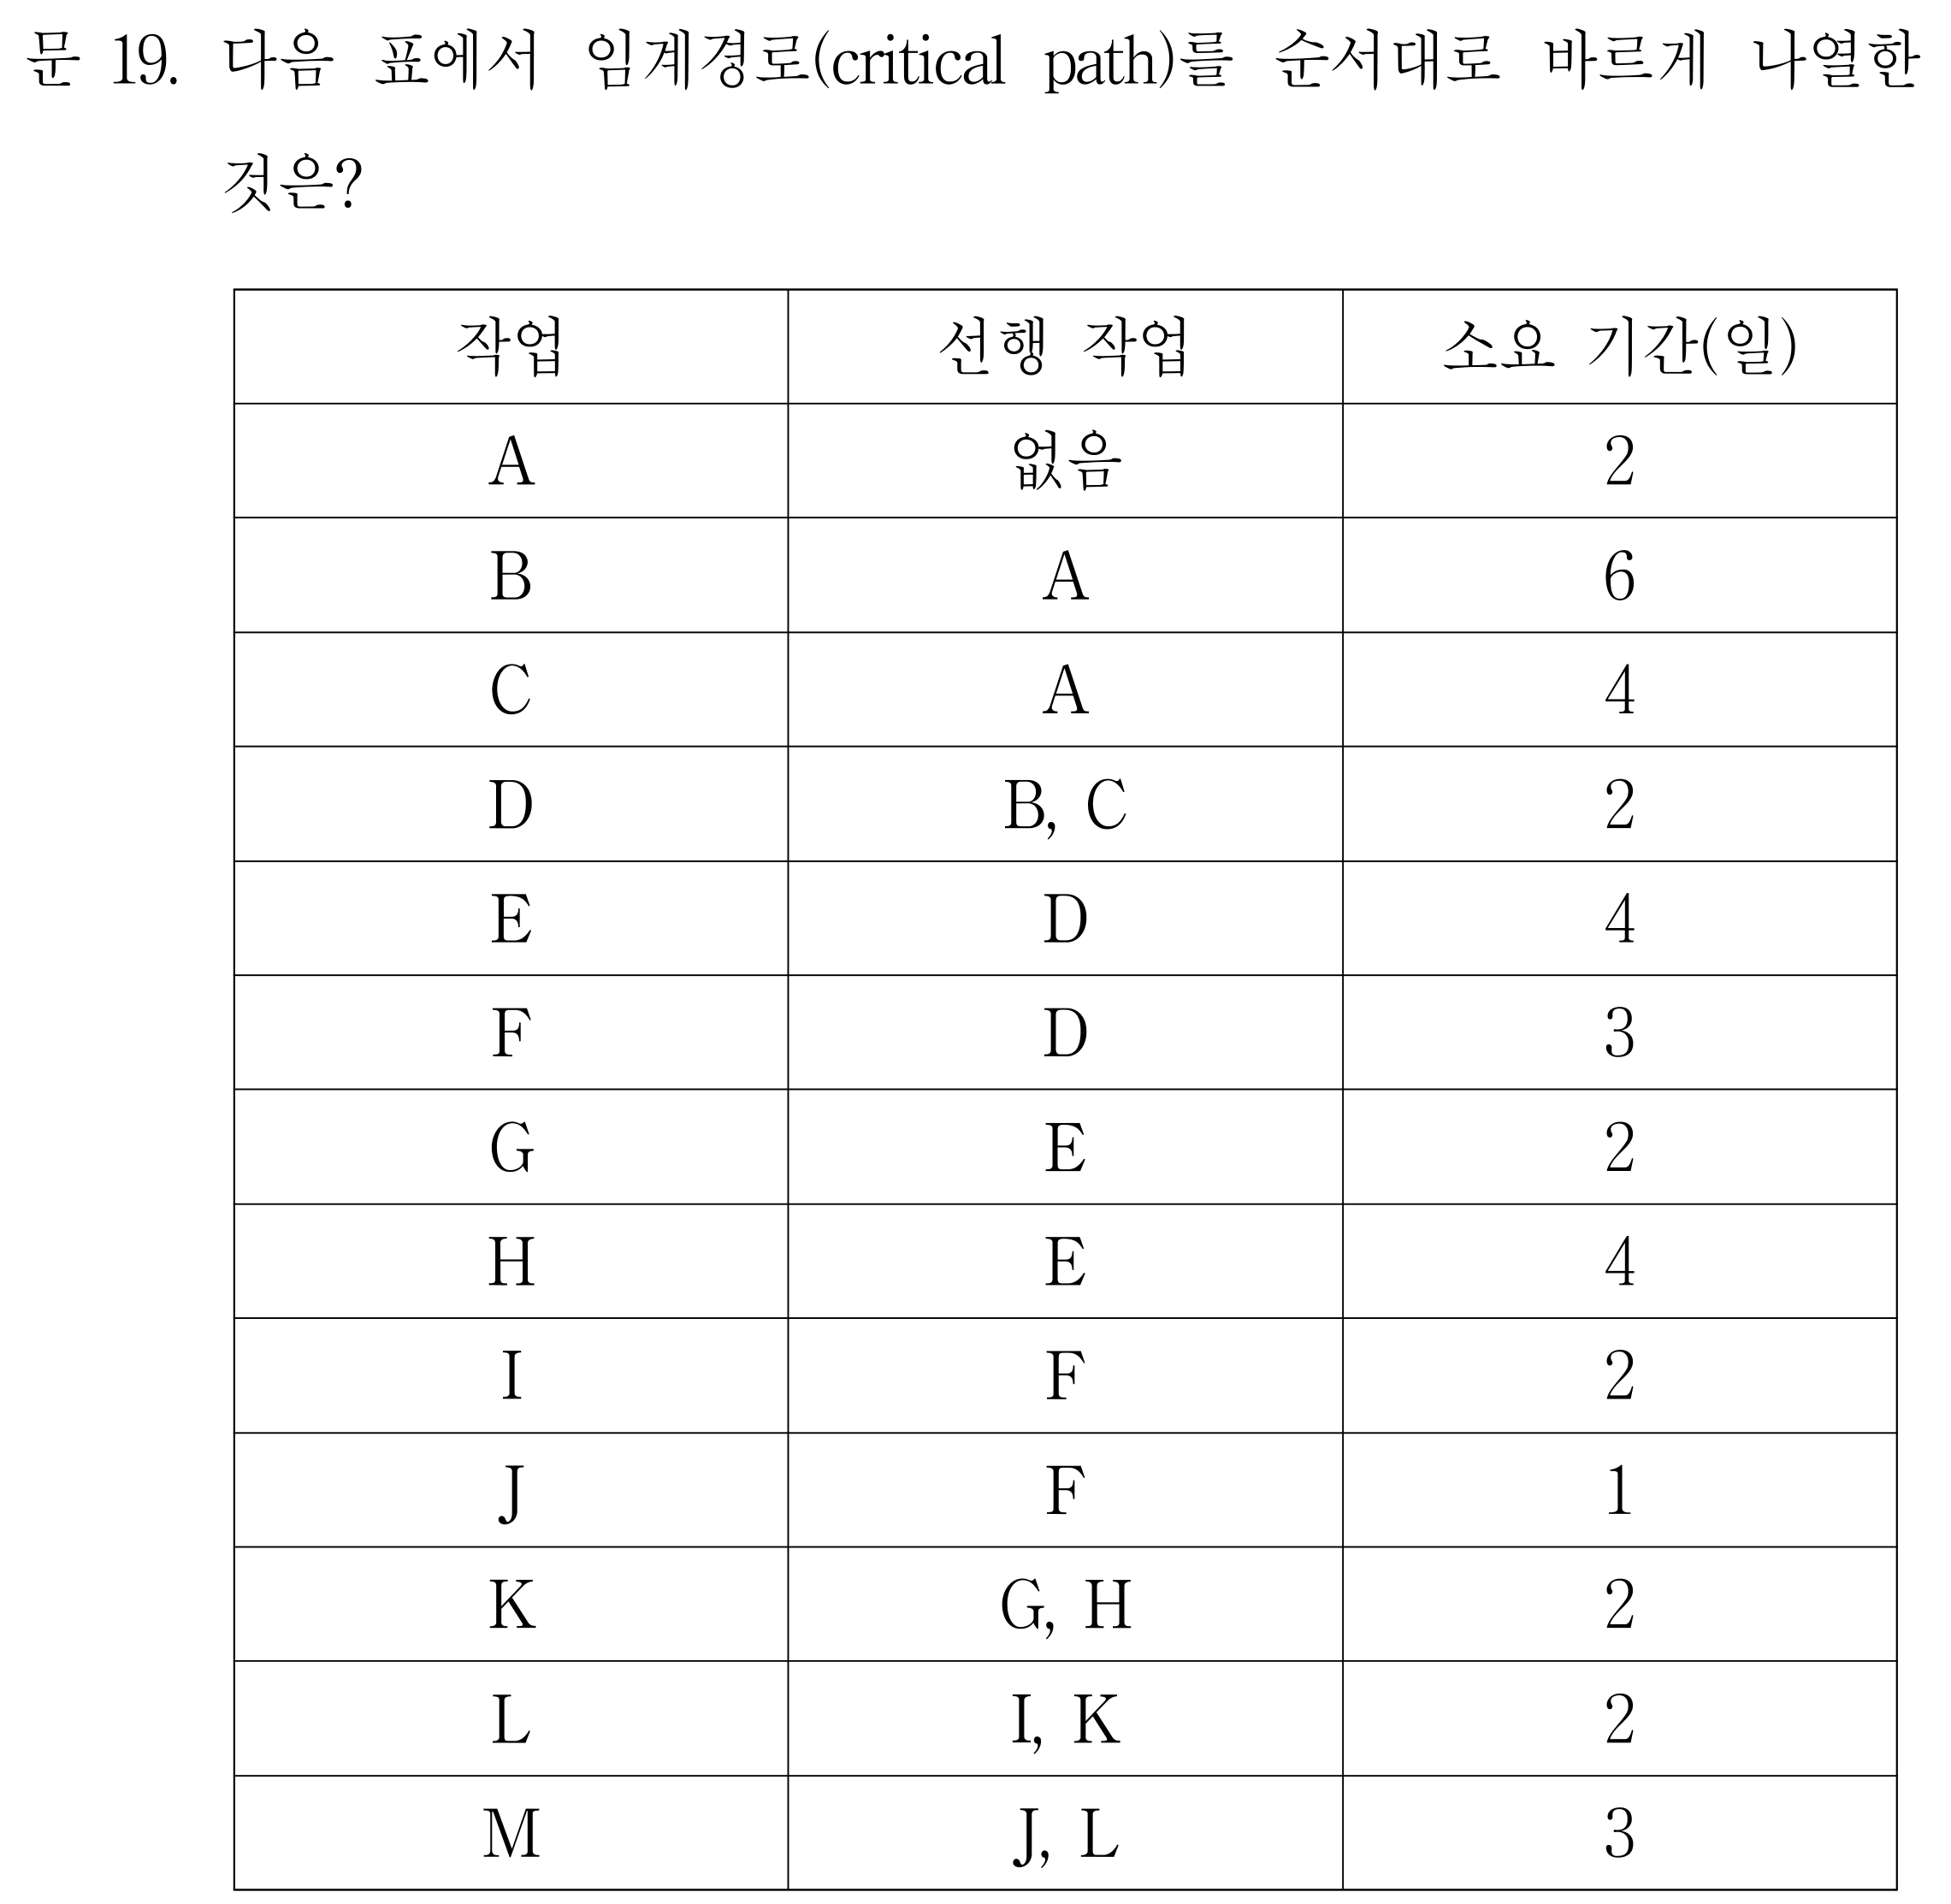 문 19. 다음 표에서 임계경로(critical path)를 순서대로 바르게 나열한
것은?
작업 선행 작업 소요 기간(일)
A 없음 2
B A 6
C A 4
D B, C 2
E D 4
F D 3
G E 2
H E 4
I F 2
J F 1
K G, H 2
L I, K 2
M J, L 3